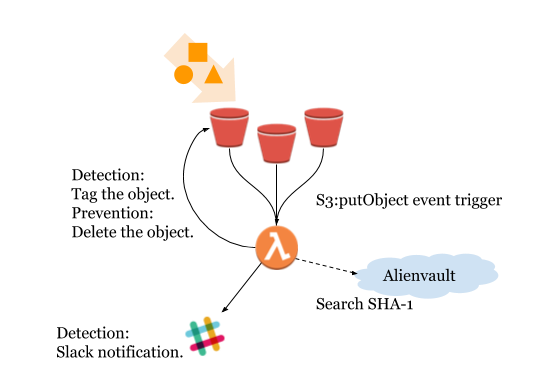 Detection:
Tag the object.
Prevention:
Delete the object.
S3:putObject event trigger
Alienvault
Search SHA-1
Detection:
Slack notification.